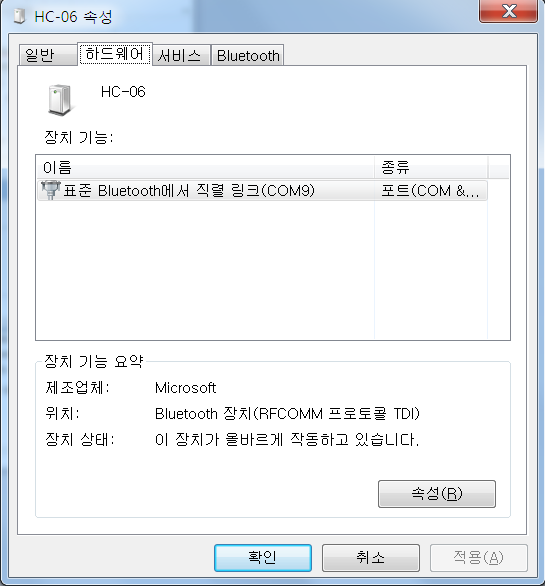 HC-06 속성
일반 하드웨어 서비스 Bluetooth
HC-06
장치 기능:
이름 종류
표준 Bluetooth에서 직렬 링크(COM9) 포트(COM &...
장치 기능 요약
제조업체: Microsoft
위치: Bluetooth 장치(RFCOMM 프로토콜 TDI)
장치 상태: 이 장치가 올바르게 작동하고 있습니다.
속성(R)
확인 취소 적용(A)